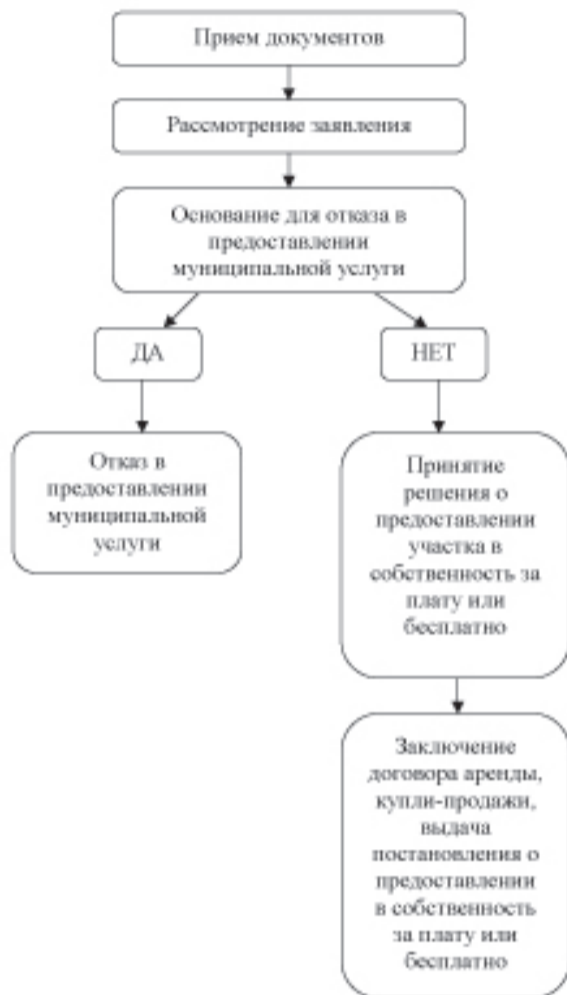 Прием документов
Рассмотрение заявления
Основание для отказа в
предоставлении
муниципальной услуги
ДА
НЕТ
Отказ в
предоставлении
муниципальной
услуги
Принятие
решения о
предоставлении
участка в
собственность за
плату или
бесплатно
Заключение
договора аренды,
купли-продажи,
выдача
постановления о
предоставлении
в собственность
за плату или
бесплатно